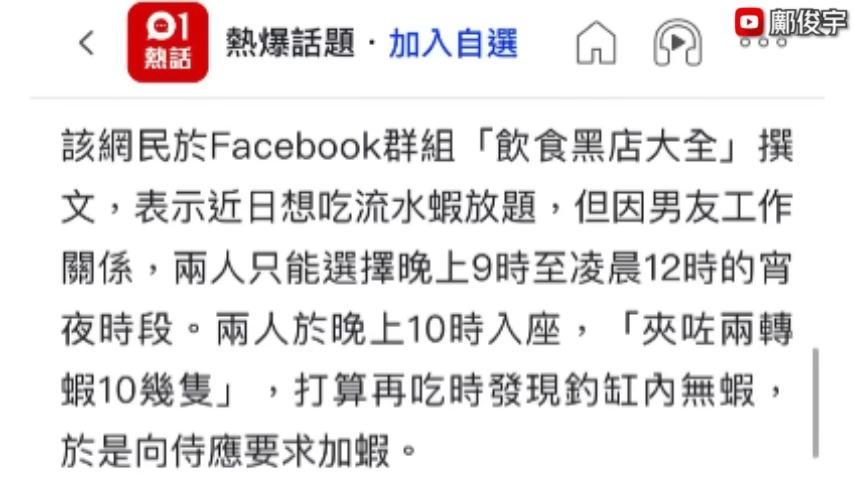 01
熱話
熱爆話題·加入自選
鄺俊宇
該網民於Facebook群組「飲食黑店大全」撰
文，表示近日想吃流水蝦放題，但因男友工作
關係，兩人只能選擇晚上9時至凌晨12時的宵
夜時段。兩人於晚上10時入座，「夾咗兩轉
蝦10幾隻」，打算再吃時發現釣缸內無蝦，
於是向侍應要求加蝦。